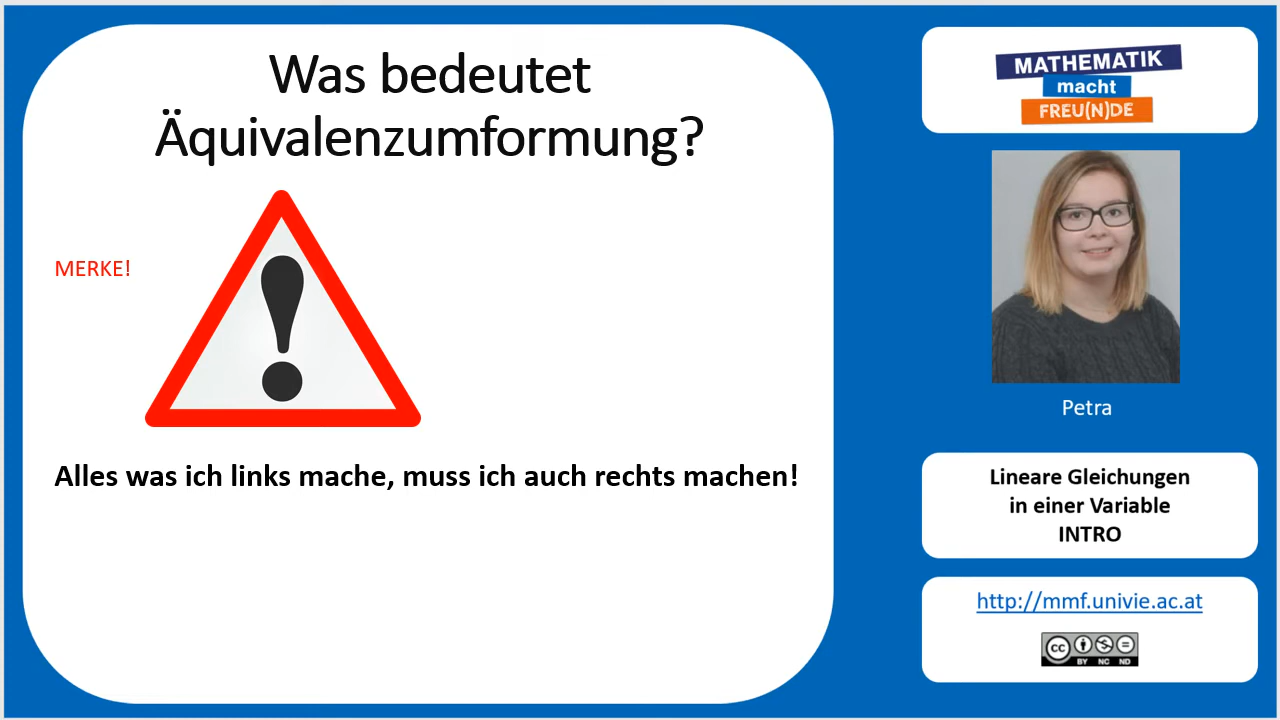 Was bedeutet
Äquivalenzumformung?
MERKE!
Alles was ich links mache, muss ich auch rechts machen!
MATHEMATIK
macht
FREU(N)DE
Petra
Lineare Gleichungen
in einer Variable
INTRO
http://mmf.univie.ac.at
cc
BY NC ND